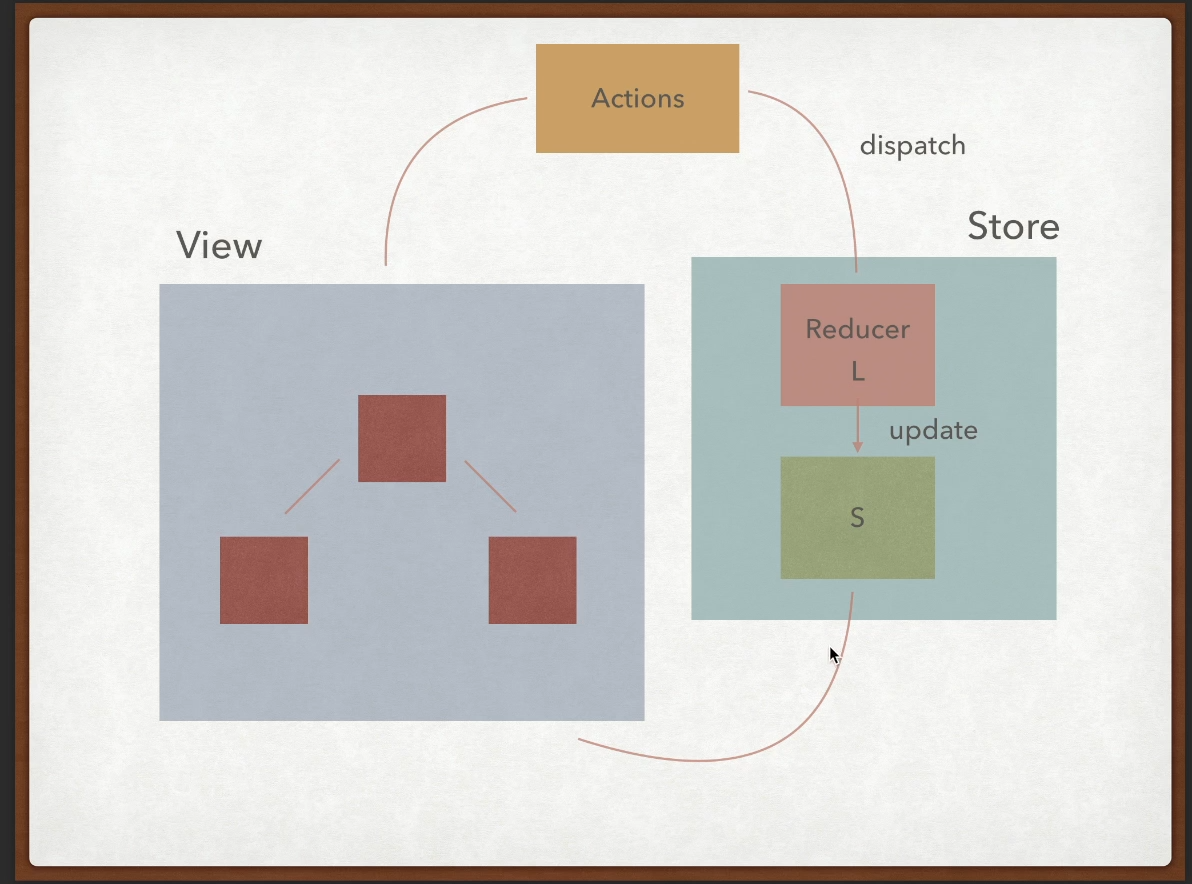 Actions
dispatch
View
Store
Reducer
L
update
S